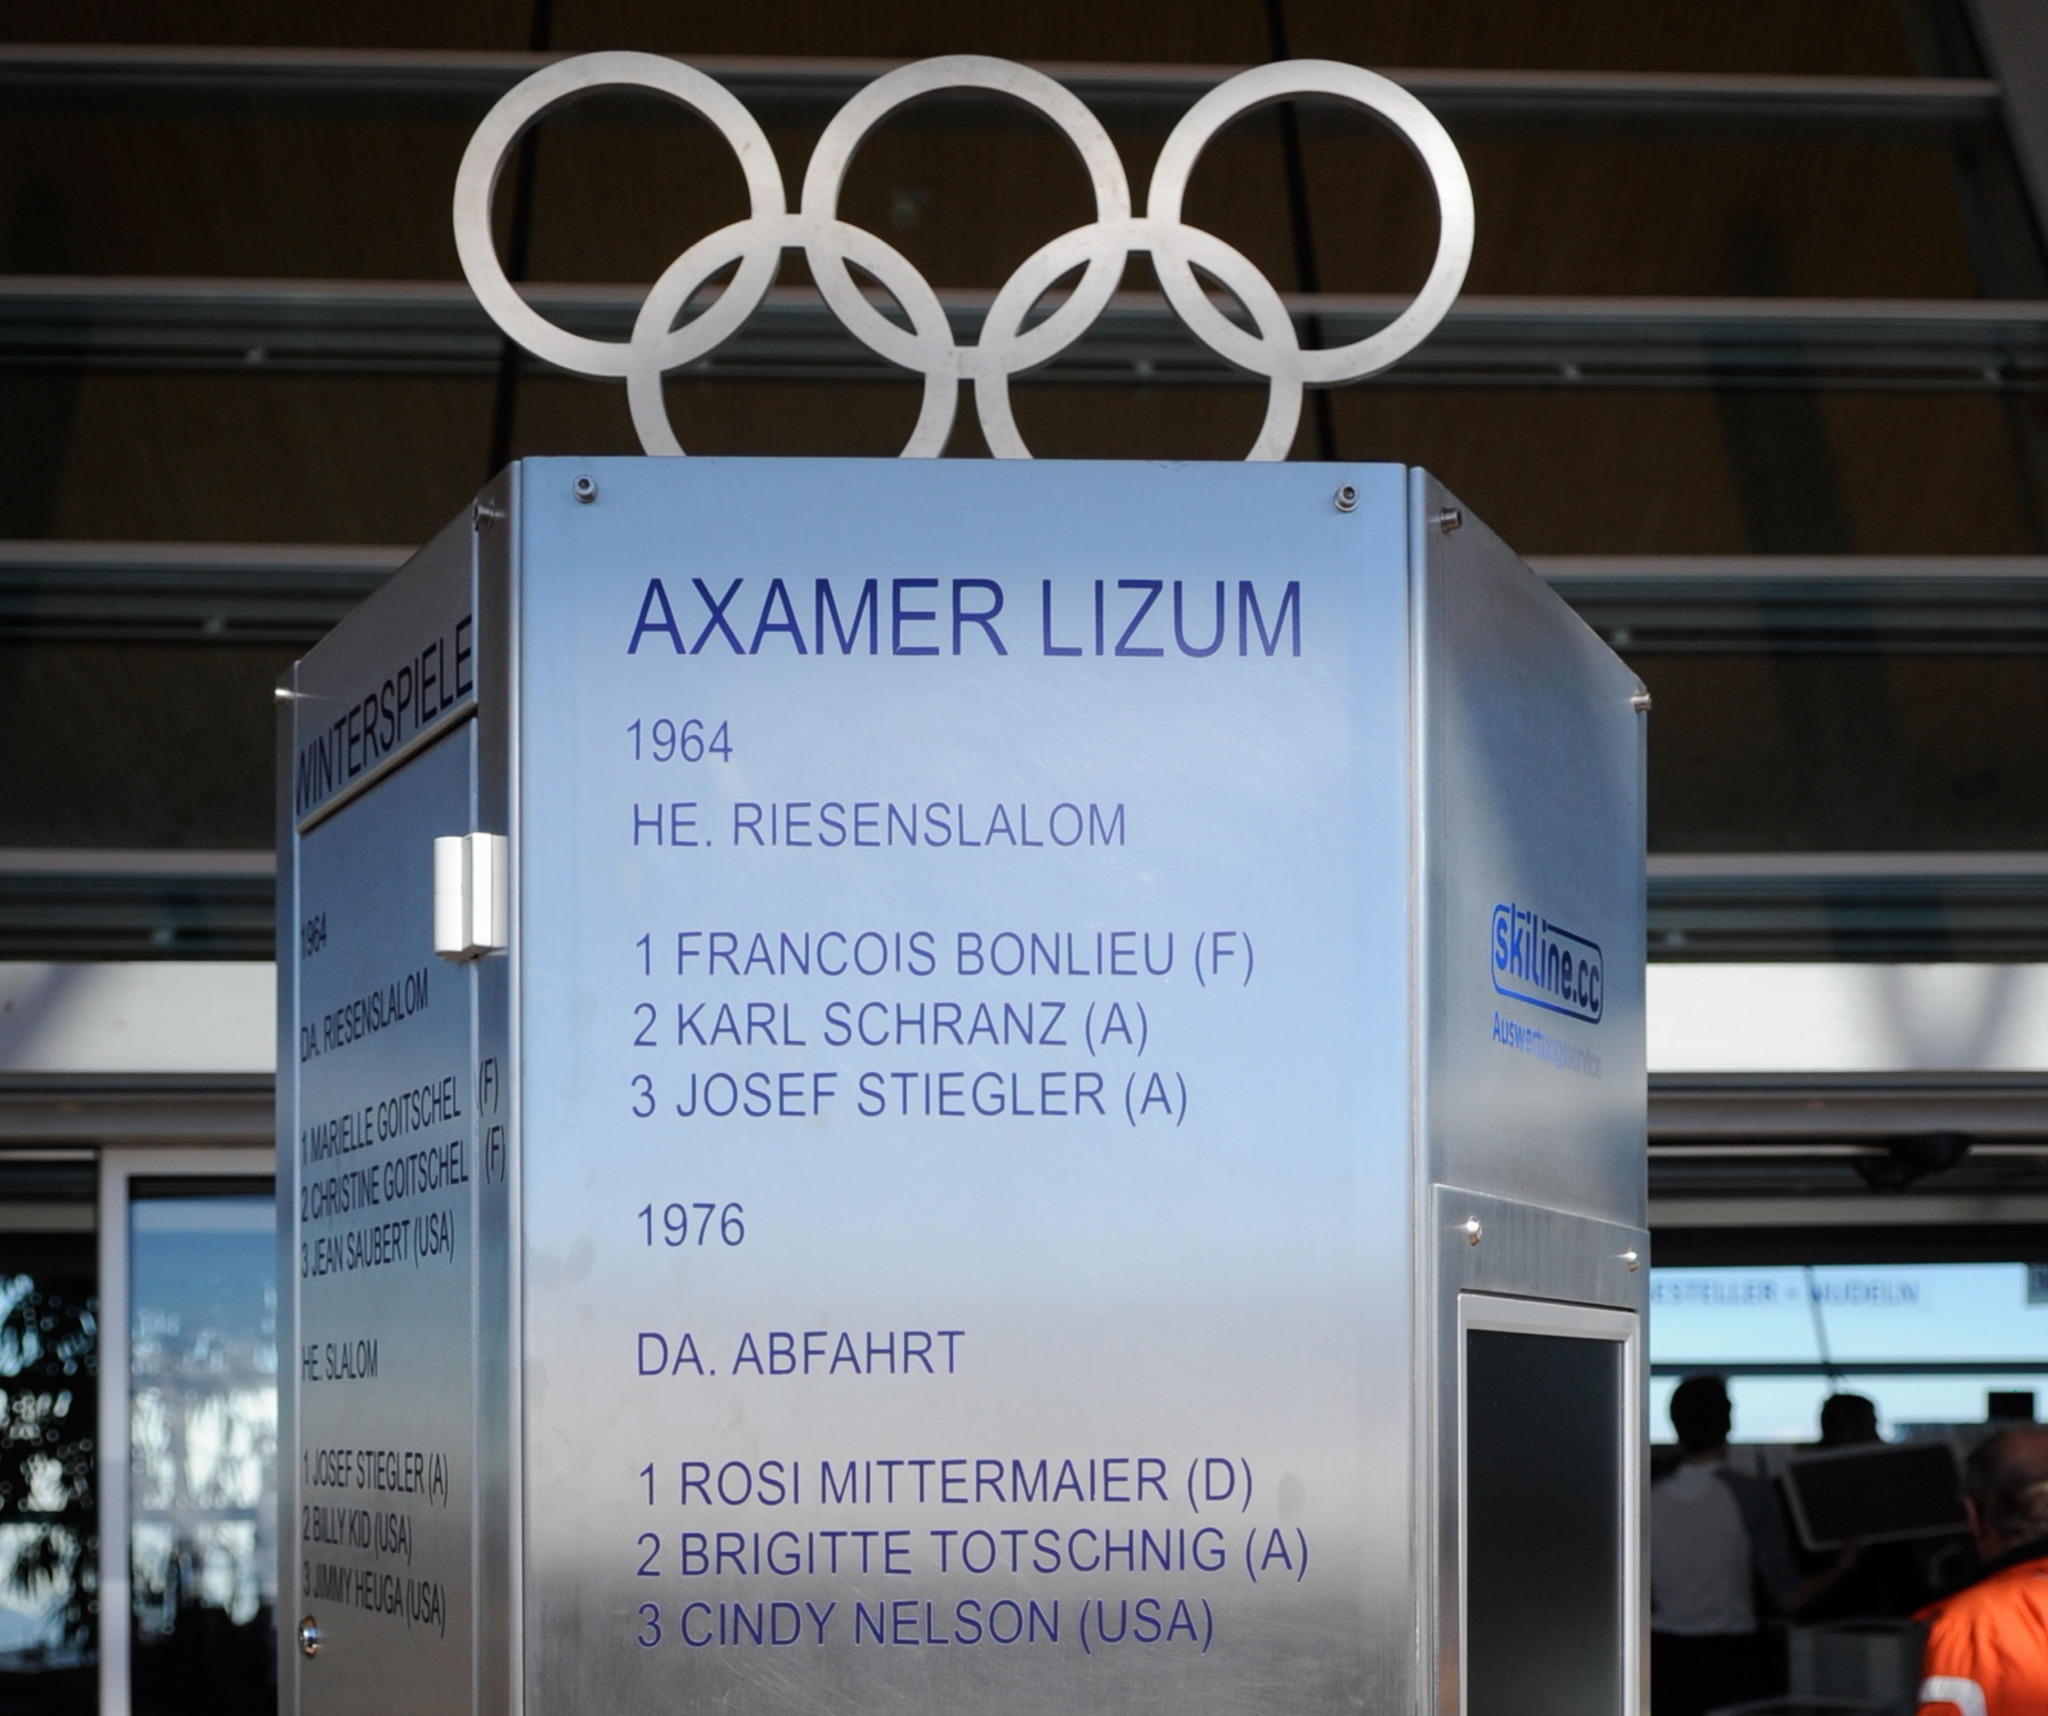 WINTERSPIELE
1964
DA. RIESENSLALOM
1 MARIELLE GOITSCHEL (F)
2 CHRISTINE GOITSCHEL (F)
3 JEAN SAUBERT (USA)
HE. SLALOM
1 JOSEF STIEGLER (A)
2 BILLY KID (USA)
3 JIMMY HEUGA (USA)
AXAMER LIZUM
1964
HE. RIESENSLALOM
1 FRANCOIS BONLIEU (F)
2 KARL SCHRANZ (A)
3 JOSEF STIEGLER (A)
1976
DA. ABFAHRT
1 ROSI MITTERMAIER (D)
2 BRIGITTE TOTSCHNIG (A)
3 CINDY NELSON (USA)
skiline.cc
Auswertungsservice